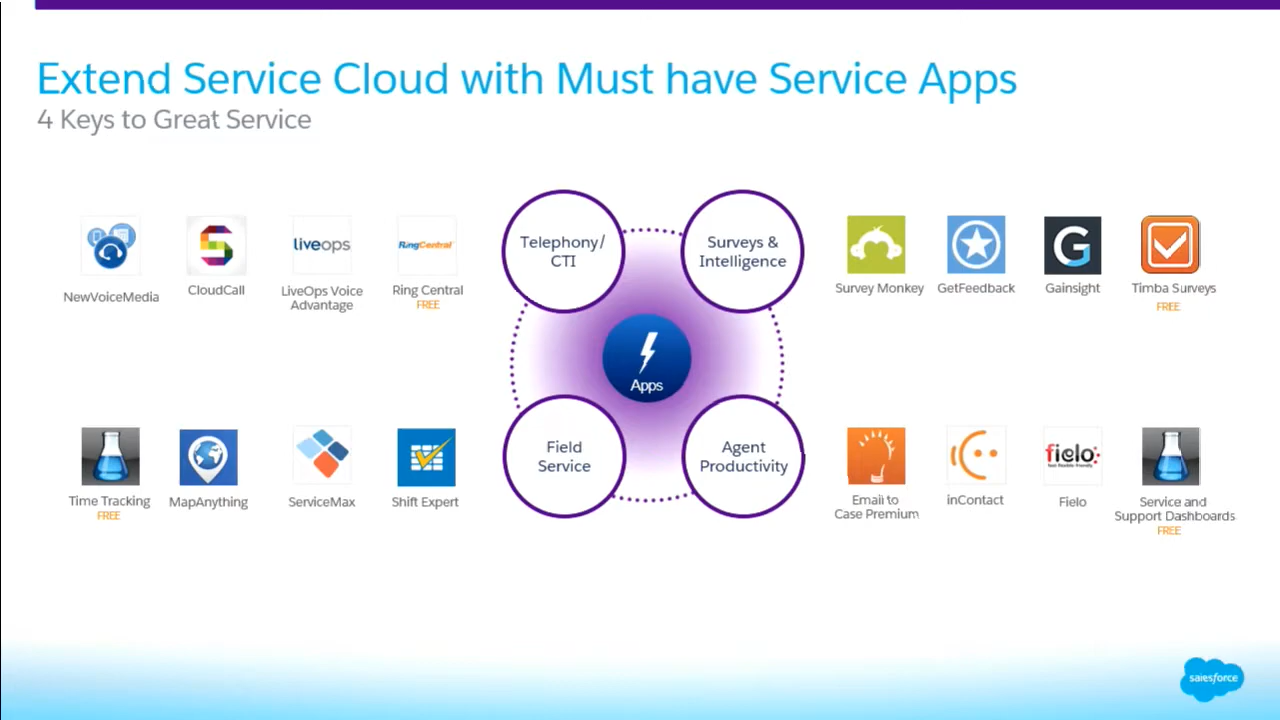 Extend Service Cloud with Must have Service Apps
4 Keys to Great Service
NewVoiceMedia
CloudCall
liveops
LiveOps Voice
Advantage
RingCentral
Ring Central
FREE
Telephony/
CTI
Surveys &
Intelligence
Survey Monkey
GetFeedback
G
Gainsight
Timba Surveys
FREE
Apps
Time Tracking
FREE
MapAnything
ServiceMax
Shift Expert
Field
Service
Agent
Productivity
Email to
Case Premium
inContact
fielo
fast. flexible. friendly.
Fielo
Service and
Support Dashboards
FREE
salesforce